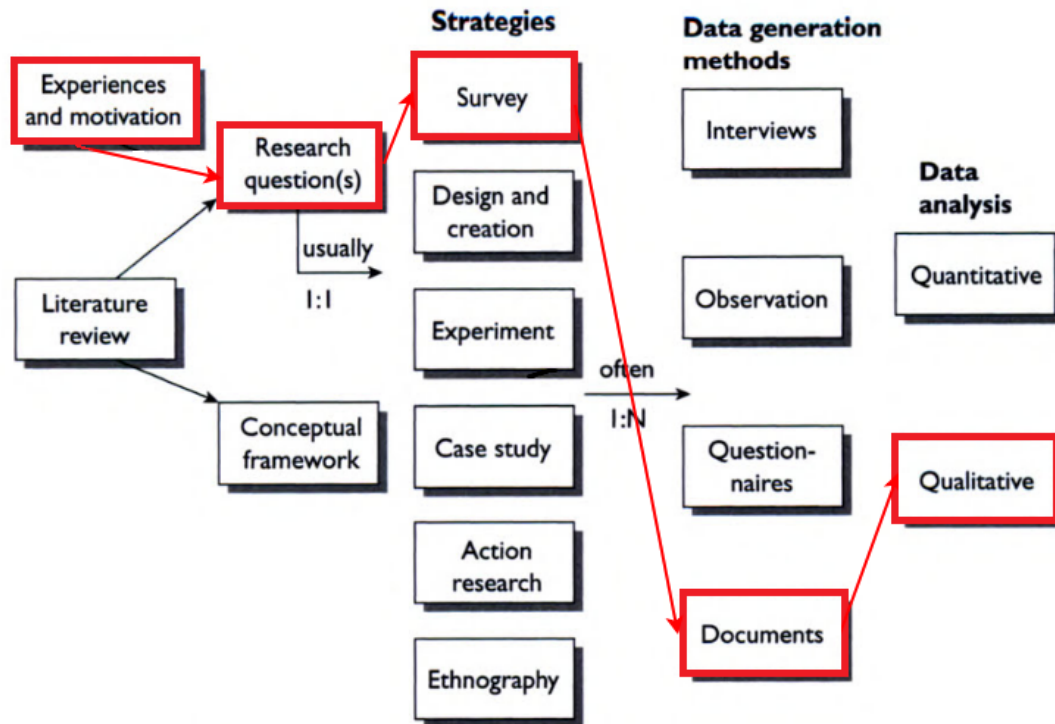 Strategies
Data generation
methods
Experiences
and motivation
Survey
Interviews
Research
question(s)
Data
analysis
Design and
creation
usually
1:1
Literature
review
Observation
Quantitative
Experiment
often
1:N
Conceptual
framework
Case study
Question-
naires
Qualitative
Action
research
Documents
Ethnography